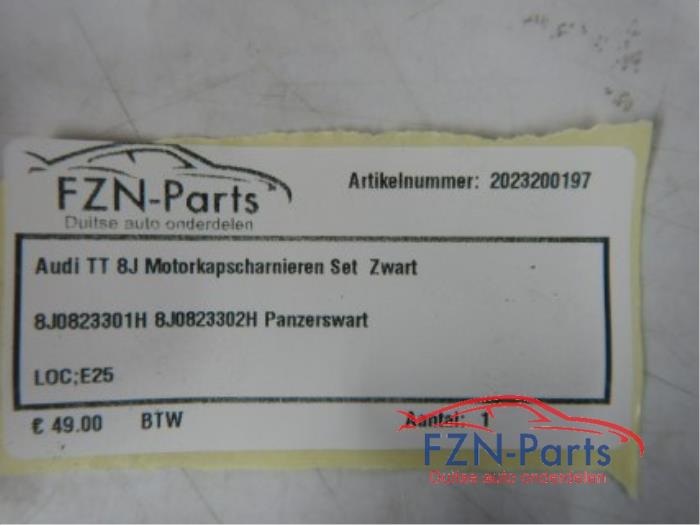 FZN-Parts
Duitse auto onderdelen
Artikelnummer: 2023200197
Audi TT 8J Motorkapscharnieren Set Zwart
8J0823301H 8J0823302H Panzerswart
LOC;E25
€ 49.00 BTW Aantal: 1
FZN-Parts
Duitse auto onderdelen